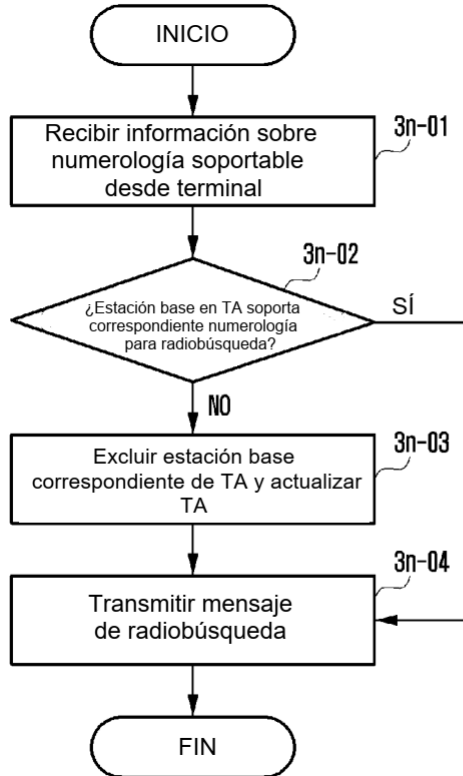 INICIO
Recibir información sobre
numerología soportable
desde terminal
3n-01
3n-02
¿Estación base en TA soporta
correspondiente numerología
para radiobúsqueda?
SÍ
NO
Excluir estación base
correspondiente de TA y actualizar
TA
3n-03
Transmitir mensaje
de radiobúsqueda
3n-04
FIN